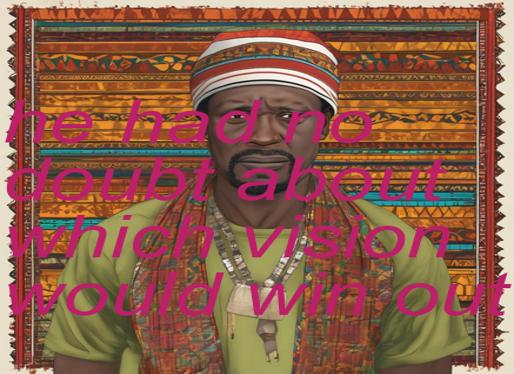 he had no
doubt about
which vision
would win out